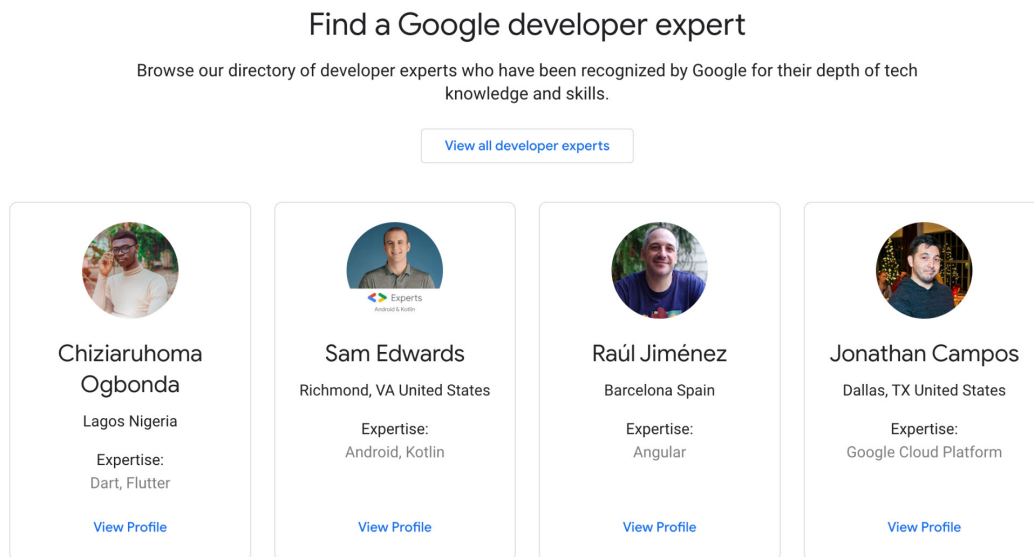 Find a Google developer expert
Browse our directory of developer experts who have been recognized by Google for their depth of tech
knowledge and skills.
View all developer experts
Chiziaruhoma
Ogbonda
Lagos Nigeria
Expertise:
Dart, Flutter
View Profile
Experts
Android & Kotlin
Sam Edwards
Richmond, VA United States
Expertise:
Android, Kotlin
View Profile
Raúl Jiménez
Barcelona Spain
Expertise:
Angular
View Profile
Jonathan Campos
Dallas, TX United States
Expertise:
Google Cloud Platform
View Profile